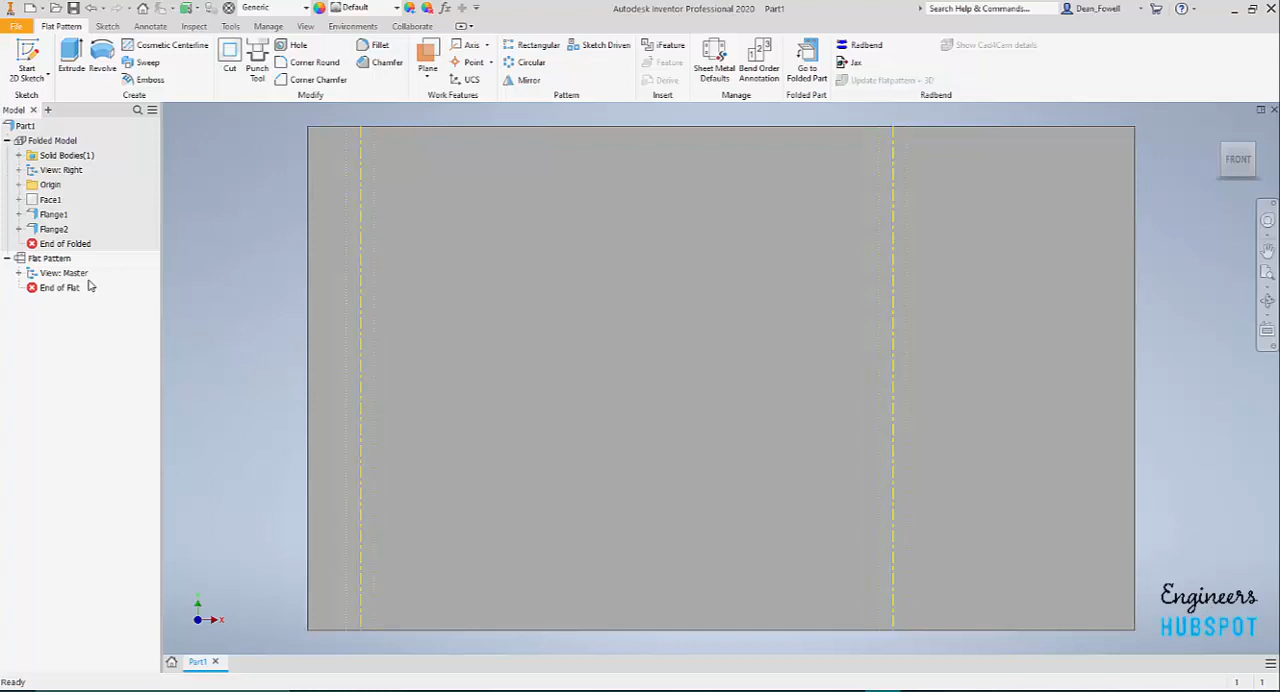 Generic
Default
Autodesk Inventor Professional 2020 Part1
Search Help & Commands...
Dean_Fowell
File
Flat Pattern
Sketch
Annotate
Inspect
Tools
Manage
View
Environments
Collaborate
Start
2D Sketch
Sketch
Extrude
Revolve
Cosmetic Centerline
Sweep
Emboss
Create
Cut
Punch
Tool
Hole
Corner Round
Corner Chamfer
Fillet
Chamfer
Modify
Plane
Axis
Point
UCS
Work Features
Rectangular
Circular
Mirror
Sketch Driven
Pattern
iFeature
Feature
Derive
Insert
Sheet Metal
Defaults
Bend Order
Annotation
Manage
Go to
Folded Part
Folded Part
Radbend
Jax
Update flatpattern - 3D
Show Cad4Cam details
Radbend
Model
Part1
Folded Model
Solid Bodies(1)
View: Right
Origin
Face1
Flange1
Flange2
End of Folded
Flat Pattern
View: Master
End of Flat
FRONT
X
Engineers
HUBSPOT
Part1
Ready
1 1